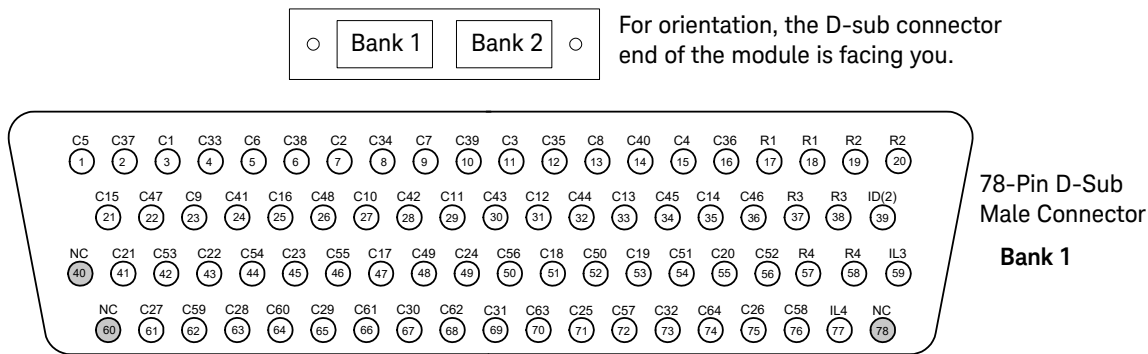 Bank 1 Bank 2
For orientation, the D-sub connector
end of the module is facing you.
C5 C37 C1 C33 C6 C38 C2 C34 C7 C39 C3 C35 C8 C40 C4 C36 R1 R1 R2 R2
1 2 3 4 5 6 7 8 9 10 11 12 13 14 15 16 17 18 19 20
C15 C47 C9 C41 C16 C48 C10 C42 C11 C43 C12 C44 C13 C45 C14 C46 R3 R3 ID(2)
21 22 23 24 25 26 27 28 29 30 31 32 33 34 35 36 37 38 39
NC C21 C53 C22 C54 C23 C55 C17 C49 C24 C56 C18 C50 C19 C51 C20 C52 R4 R4 IL3
40 41 42 43 44 45 46 47 48 49 50 51 52 53 54 55 56 57 58 59
NC C27 C59 C28 C60 C29 C61 C30 C62 C31 C63 C25 C57 C32 C64 C26 C58 IL4 NC
60 61 62 63 64 65 66 67 68 69 70 71 72 73 74 75 76 77 78
78-Pin D-Sub
Male Connector
Bank 1